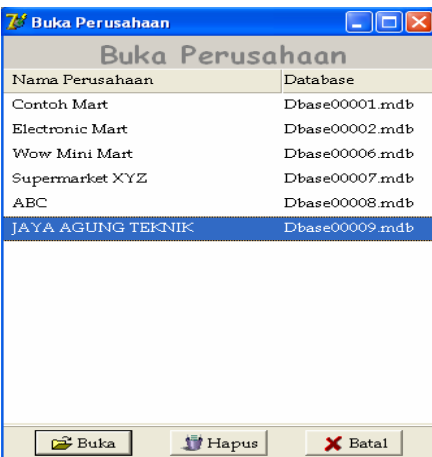 Buka Perusahaan
Buka Perusahaan
Nama Perusahaan Database
Contoh Mart Dbase00001.mdb
Electronic Mart Dbase00002.mdb
Wow Mini Mart Dbase00006.mdb
Supermarket XYZ Dbase00007.mdb
ABC Dbase00008.mdb
JAYA AGUNG TEKNIK Dbase00009.mdb
Buka Hapus Batal